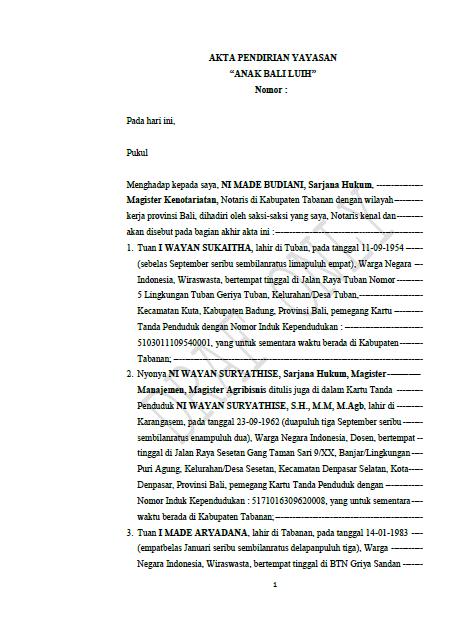 AKTA PENDIRIAN YAYASAN
“ANAK BALI LUIH”
Nomor :
Pada hari ini,
Pukul
Menghadap kepada saya, NI MADE BUDIANI, Sarjana Hukum, ----------------
Magister Kenotariatan, Notaris di Kabupaten Tabanan dengan wilayah----------
kerja provinsi Bali, dihadiri oleh saksi-saksi yang saya, Notaris kenal dan---------
akan disebut pada bagian akhir akta ini :---------------------------------------------------
1. Tuan I WAYAN SUKAITHA, lahir di Tuban, pada tanggal 11-09-1954 ------
(sebelas September seribu sembilanratus limapuluh empat), Warga Negara ---
Indonesia, Wiraswasta, bertempat tinggal di Jalan Raya Tuban Nomor ---------
5 Lingkungan Tuban Geriya Tuban, Kelurahan/Desa Tuban,----------------------
Kecamatan Kuta, Kabupaten Badung, Provinsi Bali, pemegang Kartu ----------
Tanda Penduduk dengan Nomor Induk Kependudukan : ---------------------------
5103011109540001, yang untuk sementara waktu berada di Kabupaten--------
Tabanan; -------------------------------------------------------------------------------------
2. Nyonya NI WAYAN SURYATHISE, Sarjana Hukum, Magister------------
Manajemen, Magister Agribisnis ditulis juga di dalam Kartu Tanda ---------
Penduduk NI WAYAN SURYATHISE, S.H., M.M, M.Agb, lahir di ---------
Karangasem, pada tanggal 23-09-1962 (duapuluh tiga September seribu -------
sembilanratus enampuluh dua), Warga Negara Indonesia, Dosen, bertempat --
tinggal di Jalan Raya Sesetan Gang Taman Sari 9/XX, Banjar/Lingkungan ----
Puri Agung, Kelurahan/Desa Sesetan, Kecamatan Denpasar Selatan, Kota-----
Denpasar, Provinsi Bali, pemegang Kartu Tanda Penduduk dengan -------------
Nomor Induk Kependudukan : 5171016309620008, yang untuk sementara----
waktu berada di Kabupaten Tabanan;---------------------------------------------------
3. Tuan I MADE ARYADANA, lahir di Tabanan, pada tanggal 14-01-1983 ----
(empatbelas Januari seribu sembilanratus delapanpuluh tiga), Warga -----------
Negara Indonesia, Wiraswasta, bertempat tinggal di BTN Griya Sandan -------
1
DRAF ONLY